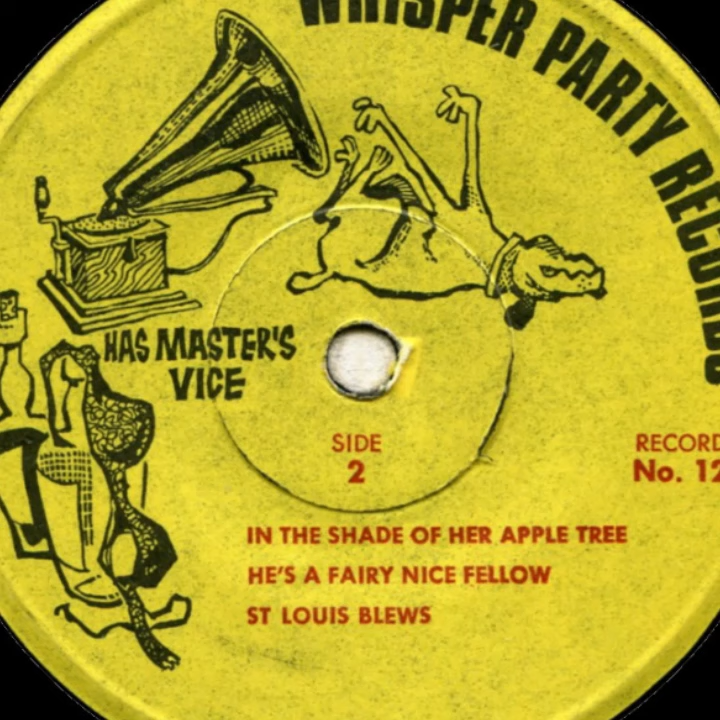 WHISPER PARTY RECORDS
HAS MASTER'S
VICE
SIDE
2
RECORD
No. 12
IN THE SHADE OF HER APPLE TREE
HE'S A FAIRY NICE FELLOW
ST LOUIS BLEWS